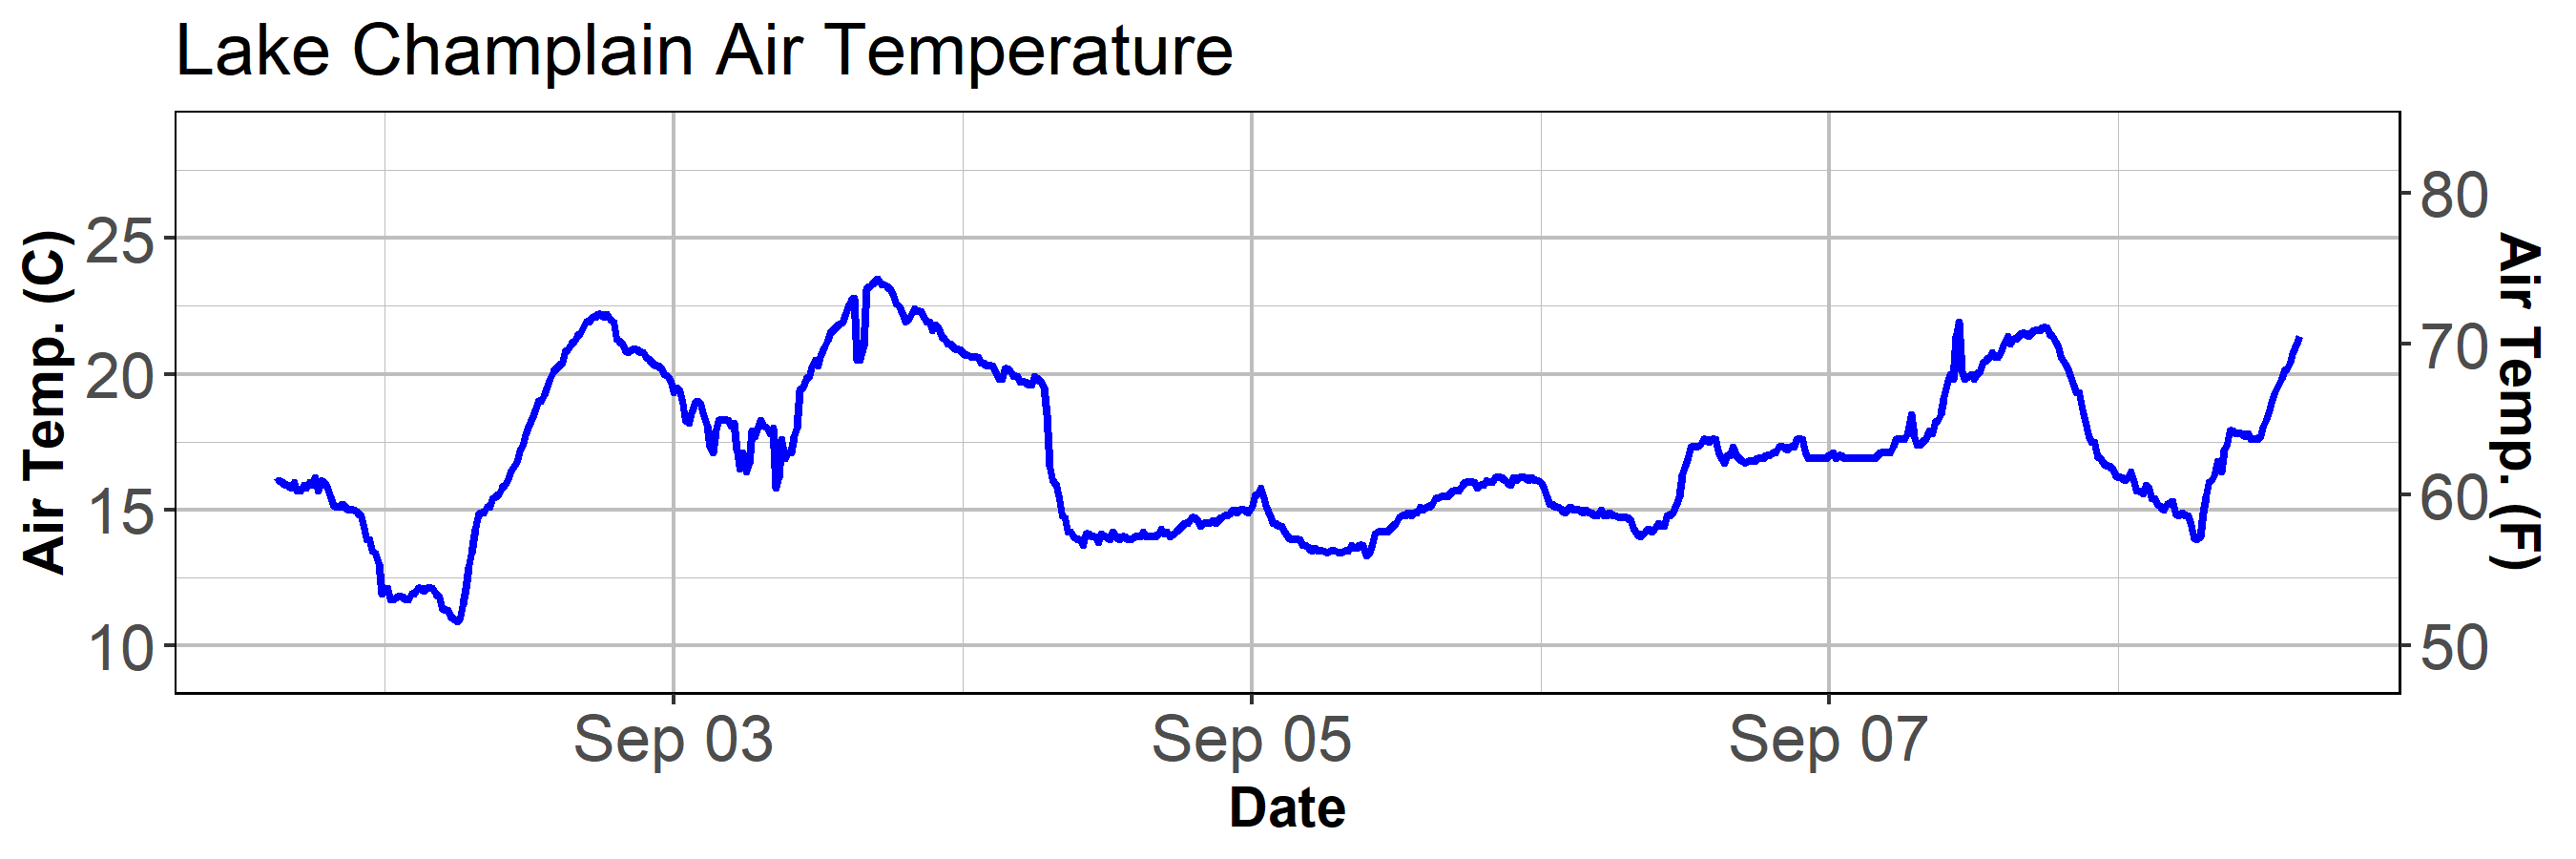 Lake Champlain Air Temperature
Air Temp. (C)
25
20
15
10
80
70
60
50
Air Temp. (F)
Sep 03
Sep 05
Sep 07
Date